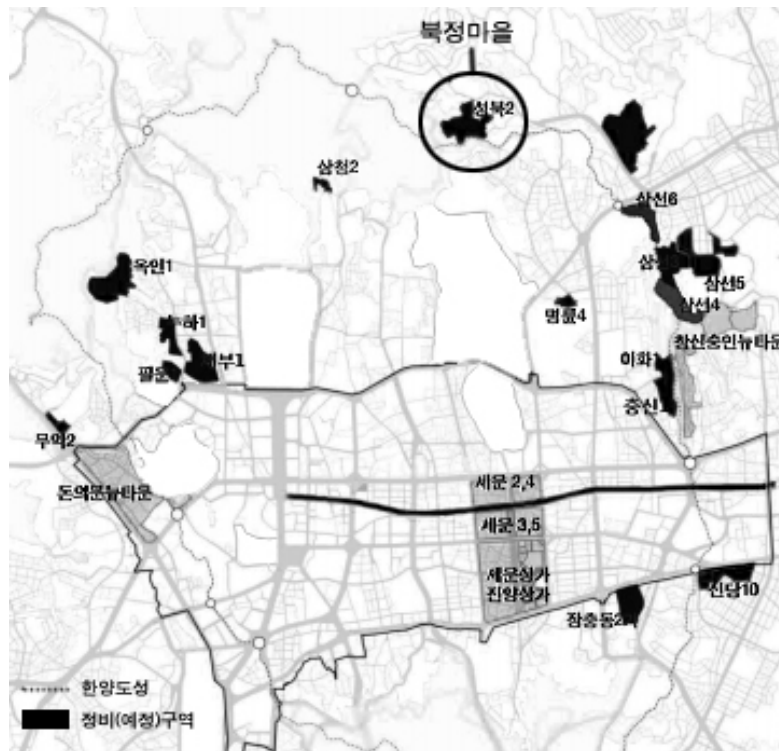 북정마을
성북2
삼청2
삼선6
옥인1
삼선5
삼선4
명륜4
창신숭인뉴타운
이화1
필운
충신1
무악2
돈의문뉴타운
세운 2,4
세운 3,5
세운상가
진양상가
신당10
장충동2
한양도성
정비(예정)구역